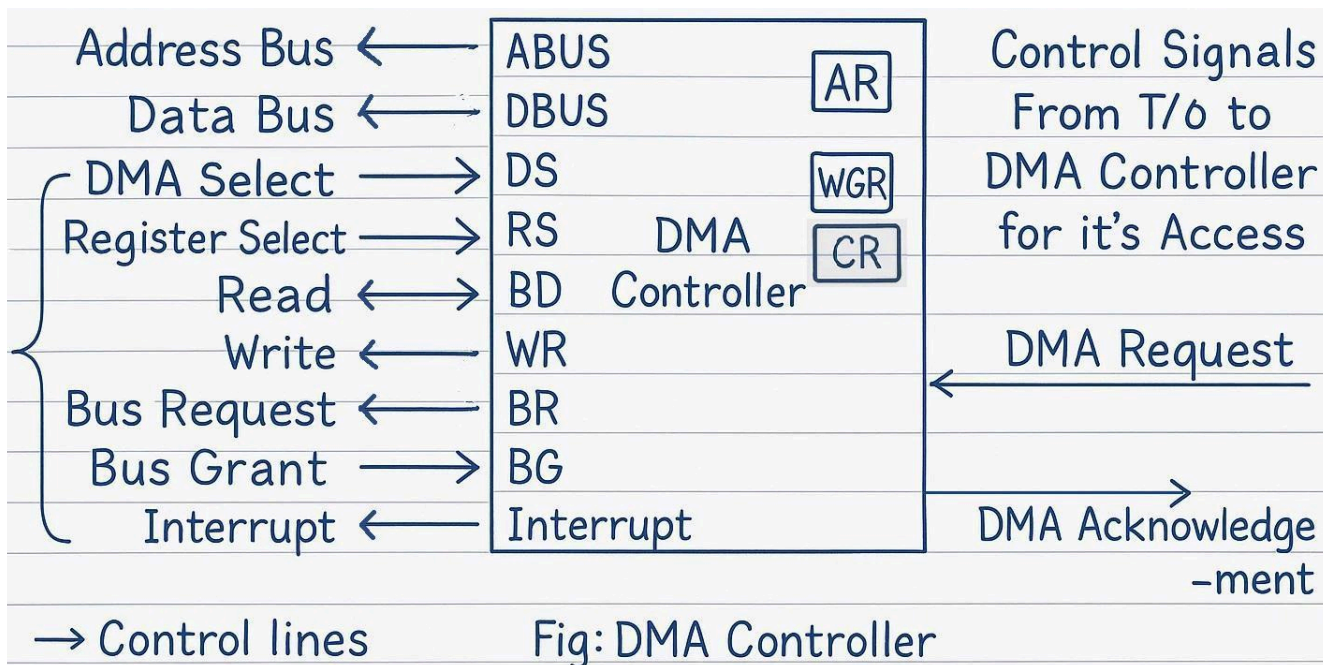 Address Bus
Data Bus
DMA Select
Register Select
Read
Write
Bus Request
Bus Grant
Interrupt
ABUS
DBUS
DS
RS
BD
WR
BR
BG
Interrupt
DMA
Controller
AR
WGR
CR
Control Signals
From T/0 to
DMA Controller
for it's Access
DMA Request
DMA Acknowledge
-ment
→ Control lines
Fig: DMA Controller